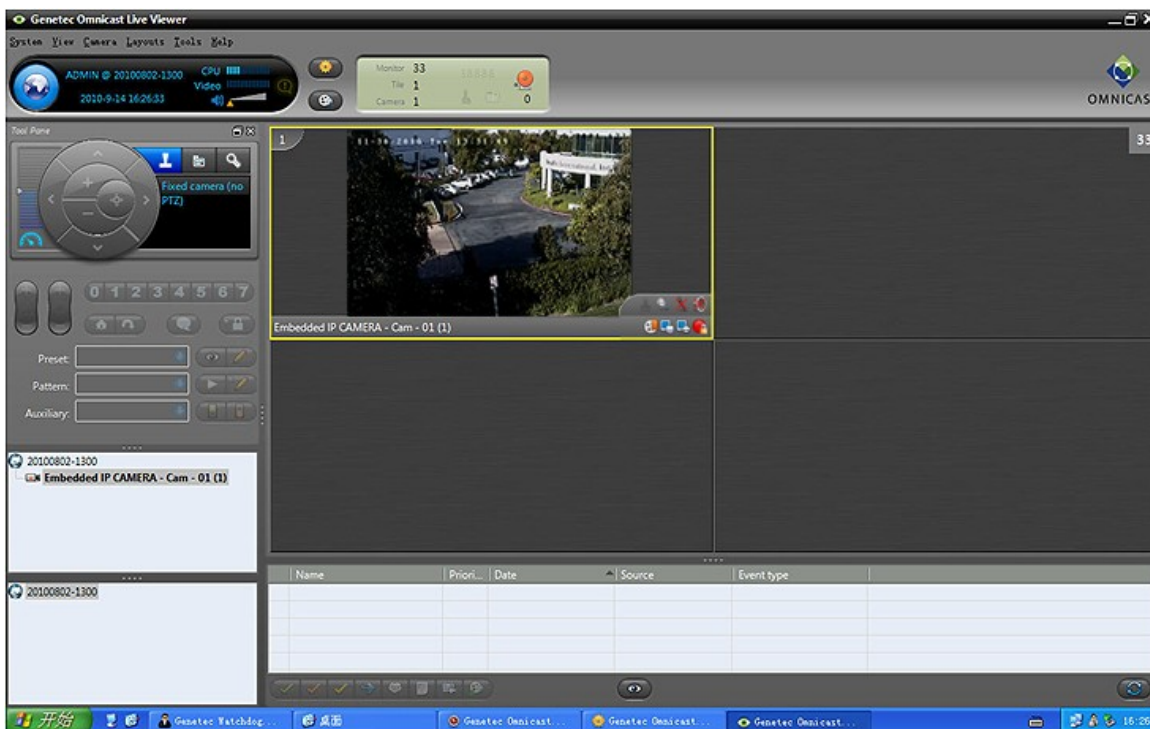 Genetec Omnicast Live Viewer
System View Camera Layouts Tools Help
ADMIN @ 20100802-1300
2010-9-14 16:26:33
CPU
Video
Monitor 33
Tile 1
Camera 1
0
OMNICAS
Tool Pane
Fixed camera (no PTZ)
0 1 2 3 4 5 6 7
Preset:
Pattern:
Auxiliary:
1
33
Embedded IP CAMERA - Cam - 01 (1)
20100802-1300
Embedded IP CAMERA - Cam - 01 (1)
20100802-1300
Name Priori... Date Source Event type
开始
Genetec Watchdog...
桌面
Genetec Omnicast...
Genetec Omnicast...
Genetec Omnicast...
16:26